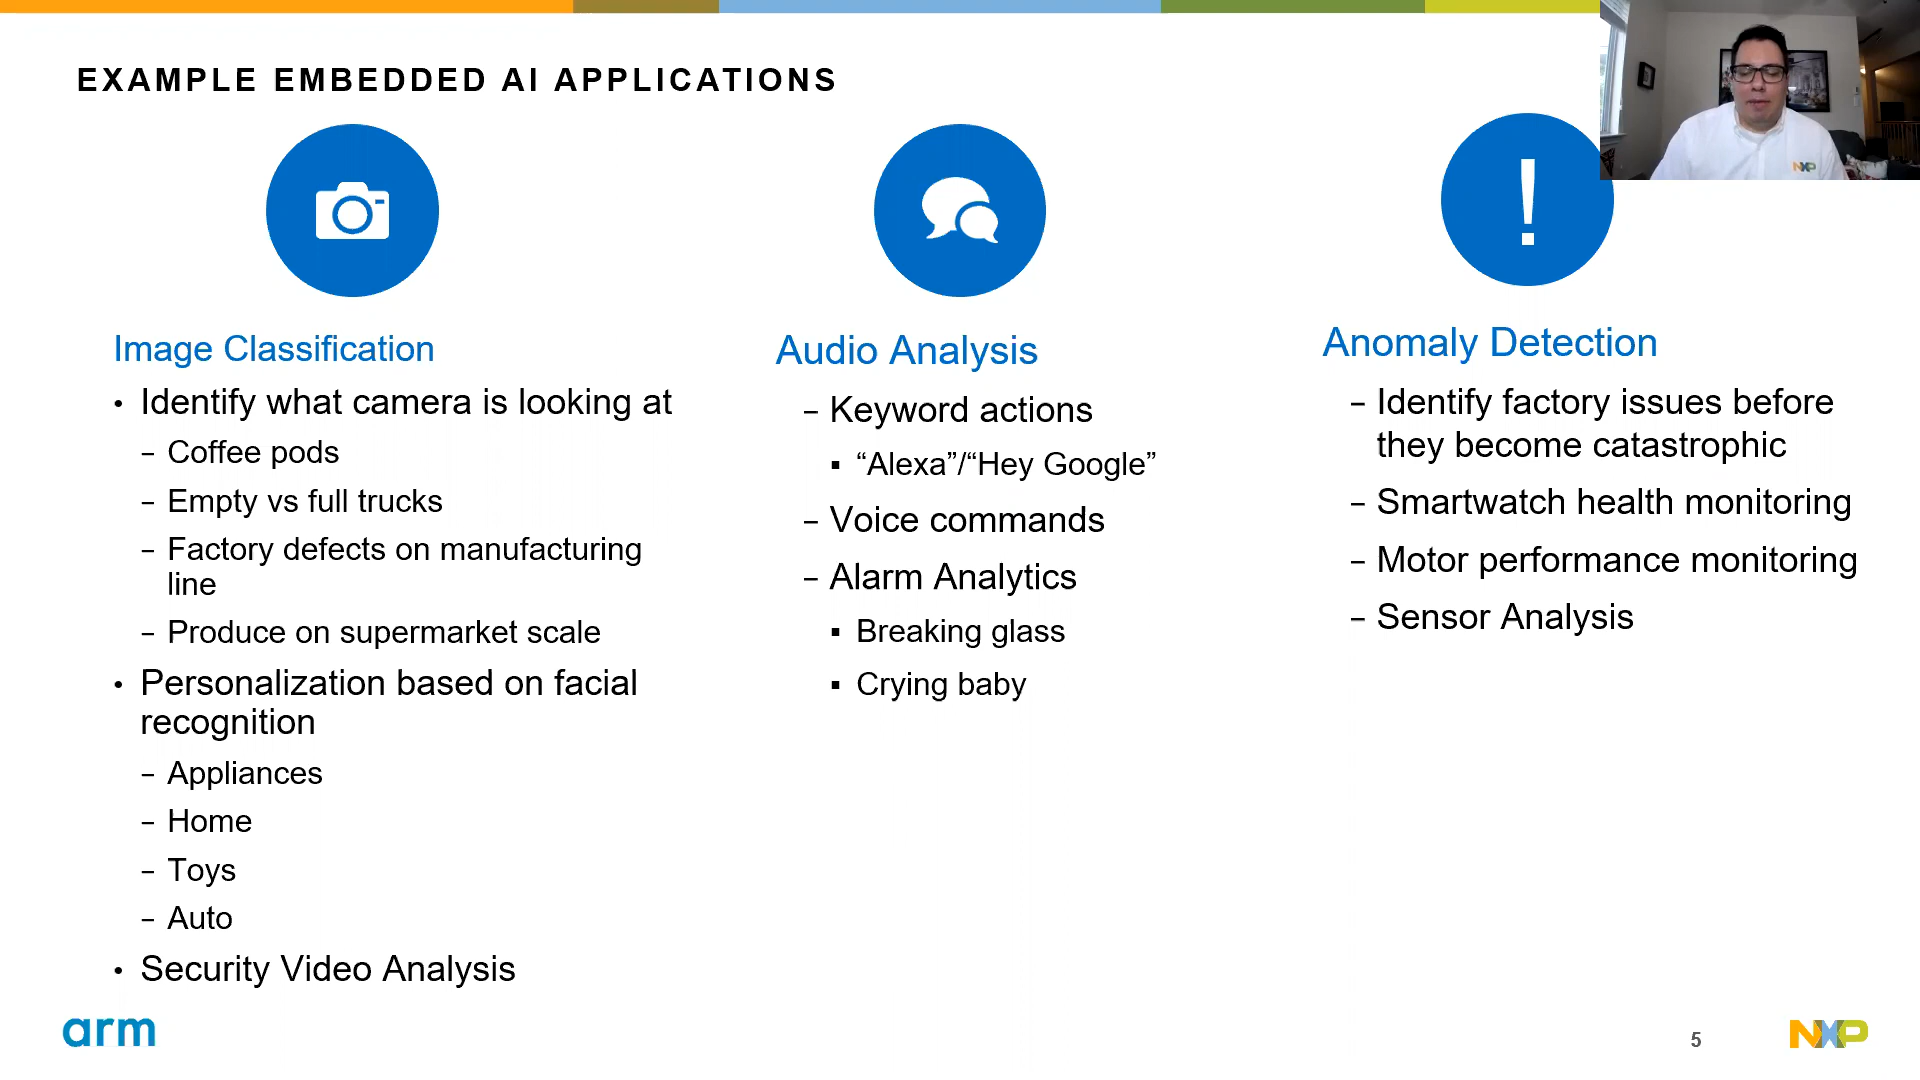 EXAMPLE EMBEDDED AI APPLICATIONS
NXP
!
Image Classification
• Identify what camera is looking at
– Coffee pods
– Empty vs full trucks
– Factory defects on manufacturing
line
– Produce on supermarket scale
• Personalization based on facial
recognition
– Appliances
– Home
– Toys
– Auto
• Security Video Analysis
Audio Analysis
– Keyword actions
▪ “Alexa”/“Hey Google”
– Voice commands
– Alarm Analytics
▪ Breaking glass
▪ Crying baby
Anomaly Detection
– Identify factory issues before
they become catastrophic
– Smartwatch health monitoring
– Motor performance monitoring
– Sensor Analysis
arm
5
NXP